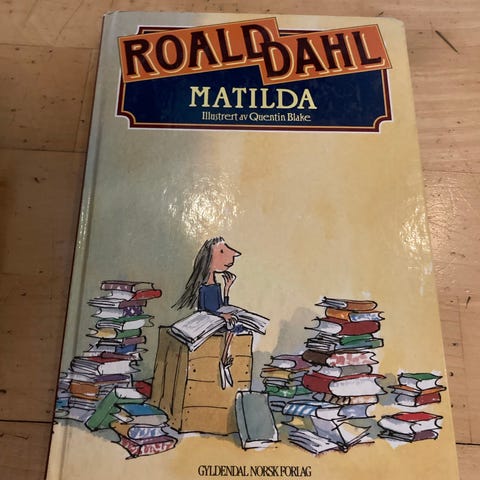 ROALD DAHL
MATILDA
Illustrert av Quentin Blake
GYLDENDAL NORSK FORLAG